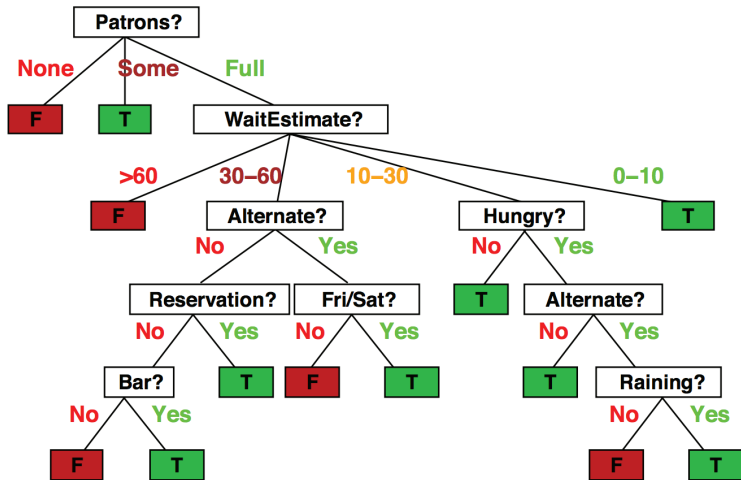 Patrons?
None Some Full
F T WaitEstimate?
>60 30–60 10–30 0–10
F Alternate? Hungry? T
No Yes No Yes
Reservation? Fri/Sat? T Alternate?
No Yes No Yes No Yes
Bar? T F T T Raining?
No Yes No Yes
F T F T